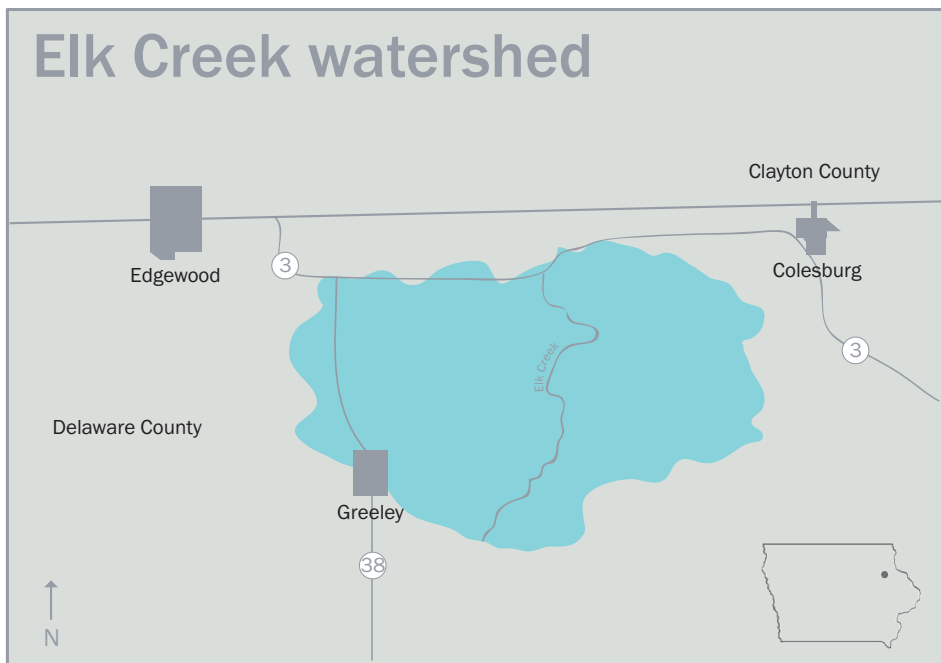 Elk Creek watershed
Clayton County
Edgewood
3
Colesburg
3
Elk Creek
Delaware County
Greeley
38
N